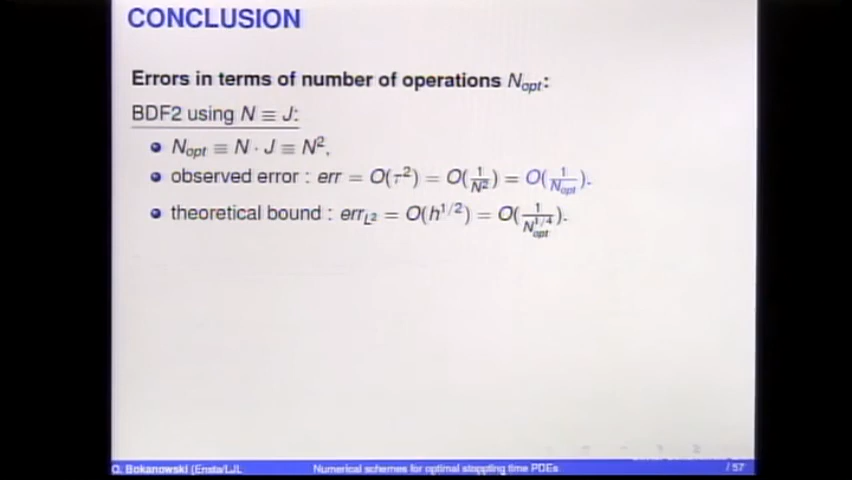 CONCLUSION
Errors in terms of number of operations N_opt:
BDF2 using N ≡ J:
N_opt ≡ N · J ≡ N².
observed error : err = O(τ²) = O(1/N²) = O(1/N_opt).
theoretical bound : err_L² = O(h^1/2) = O(1/N_opt^1/4).
O. Bokanowski (Ensta/LJL Numerical schemes for optimal stopping time PDEs / 57